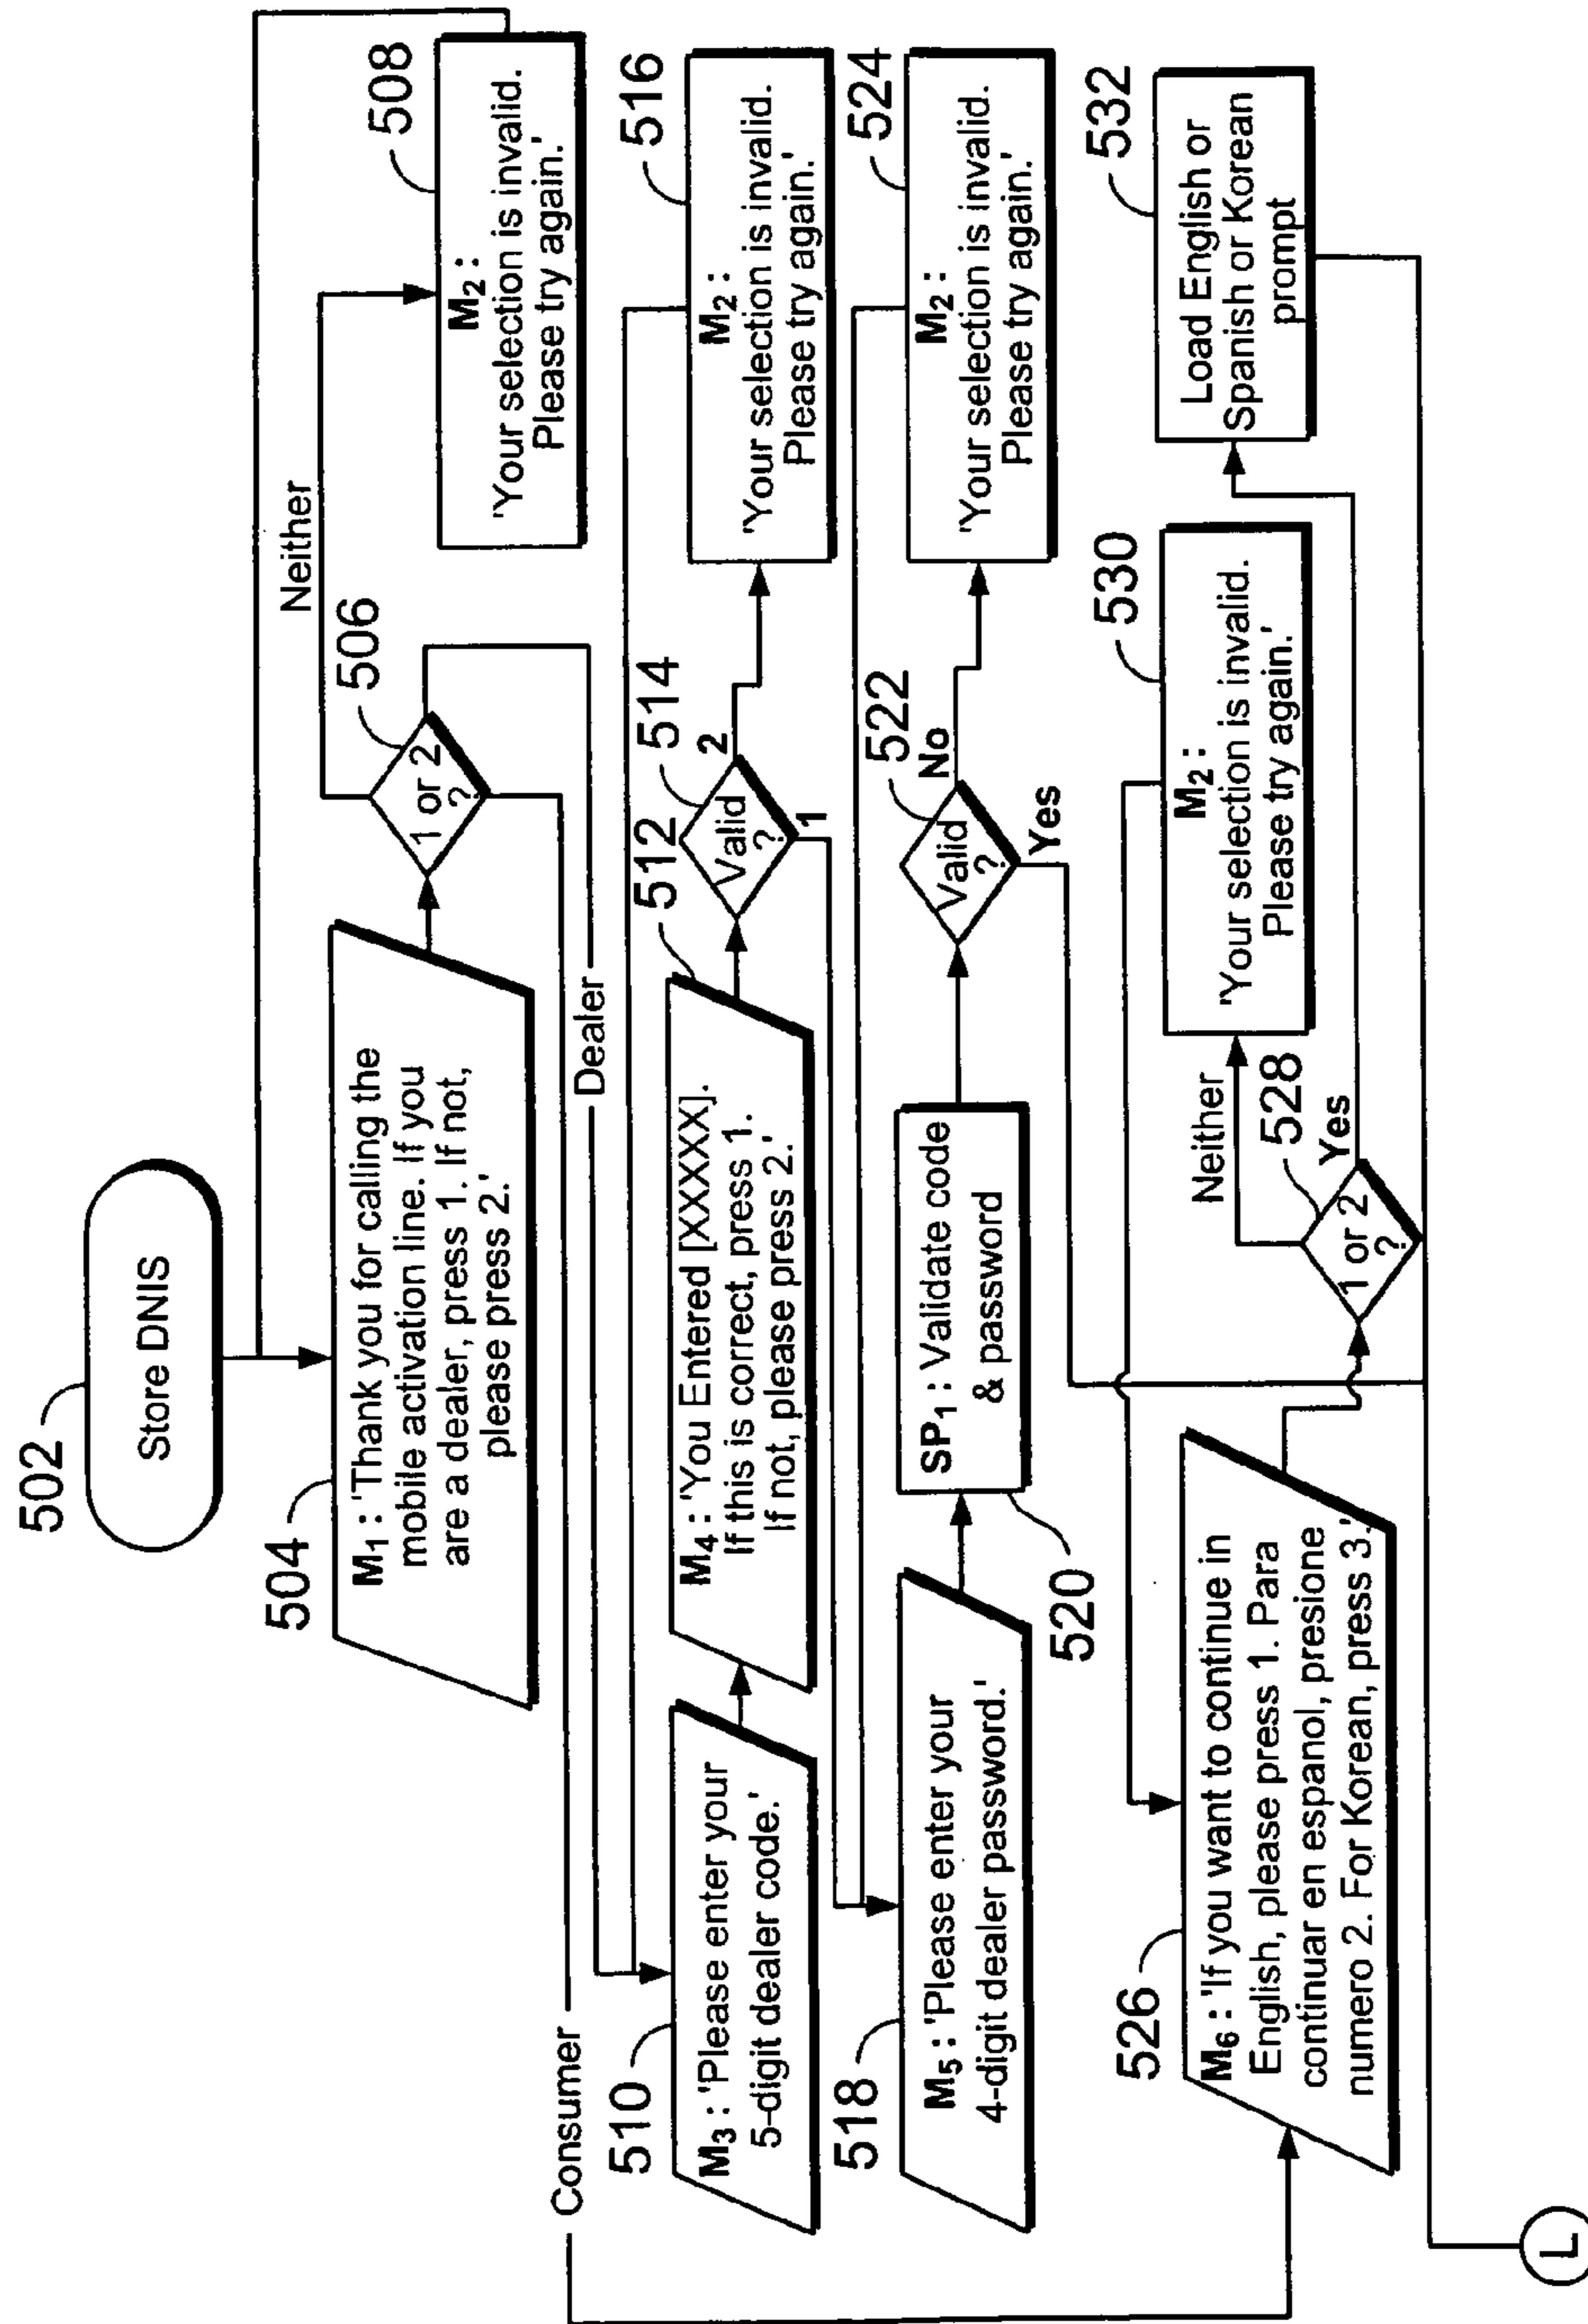 502
Store DNIS
504
M1 : 'Thank you for calling the
mobile activation line. If you
are a dealer, press 1. If not,
please press 2.'
506
1 or 2
?
Neither
508
M2 :
'Your selection is invalid.
Please try again.'
Consumer
Dealer
510
M3 : 'Please enter your
5-digit dealer code.'
512
M4 : 'You Entered [XXXXX].
If this is correct, press 1.
If not, please press 2.'
514
Valid
?
2
1
516
M2 :
'Your selection is invalid.
Please try again.'
518
M5 : 'Please enter your
4-digit dealer password.'
520
SP1 : Validate code
& password
522
Valid
?
No
Yes
524
M2 :
'Your selection is invalid.
Please try again.'
526
M6 : 'If you want to continue in
English, please press 1. Para
continuar en espanol, presione
numero 2. For Korean, press 3.'
528
1 or 2
?
Neither
Yes
530
M2 :
'Your selection is invalid.
Please try again.'
532
Load English or
Spanish or Korean
prompt
L